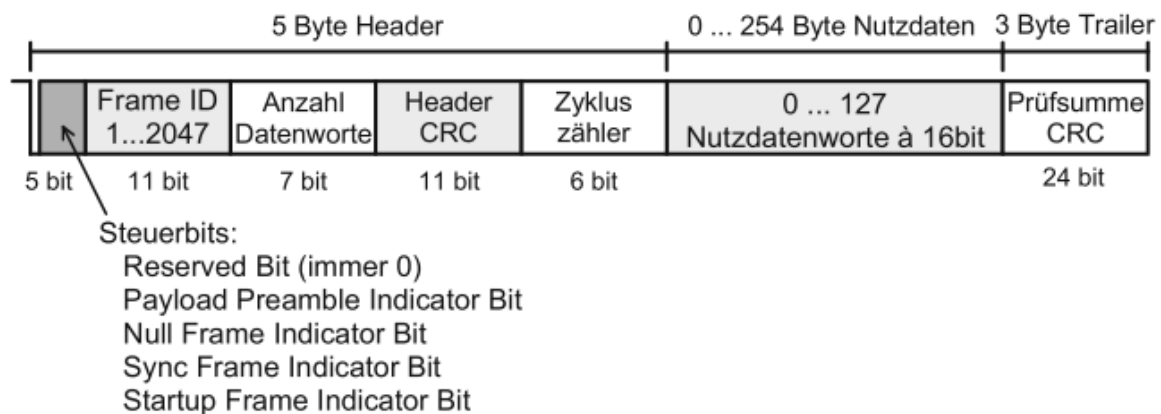 5 Byte Header
0 ... 254 Byte Nutzdaten
3 Byte Trailer
Frame ID
1...2047
Anzahl
Datenworte
Header
CRC
Zyklus
zähler
0 ... 127
Nutzdatenworte à 16bit
Prüfsumme
CRC
5 bit
11 bit
7 bit
11 bit
6 bit
24 bit
Steuerbits:
Reserved Bit (immer 0)
Payload Preamble Indicator Bit
Null Frame Indicator Bit
Sync Frame Indicator Bit
Startup Frame Indicator Bit